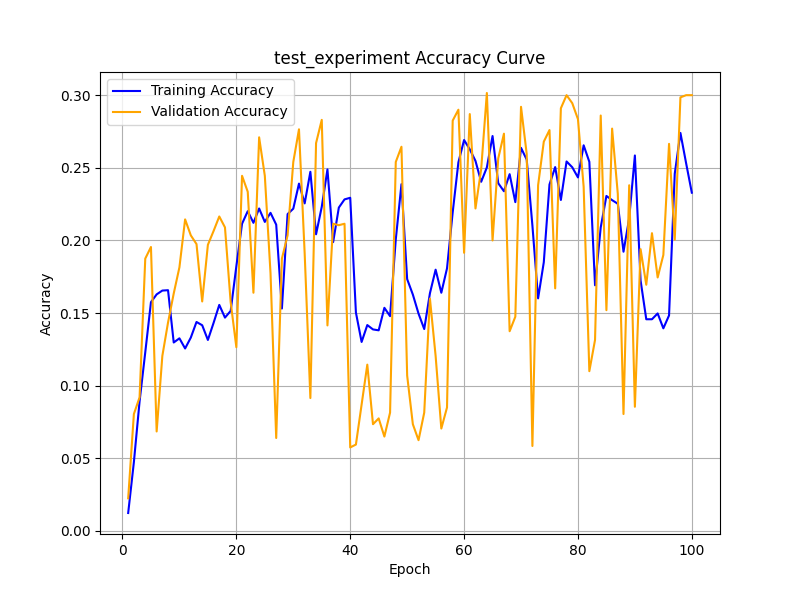 test_experiment Accuracy Curve
Training Accuracy
Validation Accuracy
0.30
0.25
0.20
0.15
0.10
0.05
0.00
Accuracy
0 20 40 60 80 100
Epoch